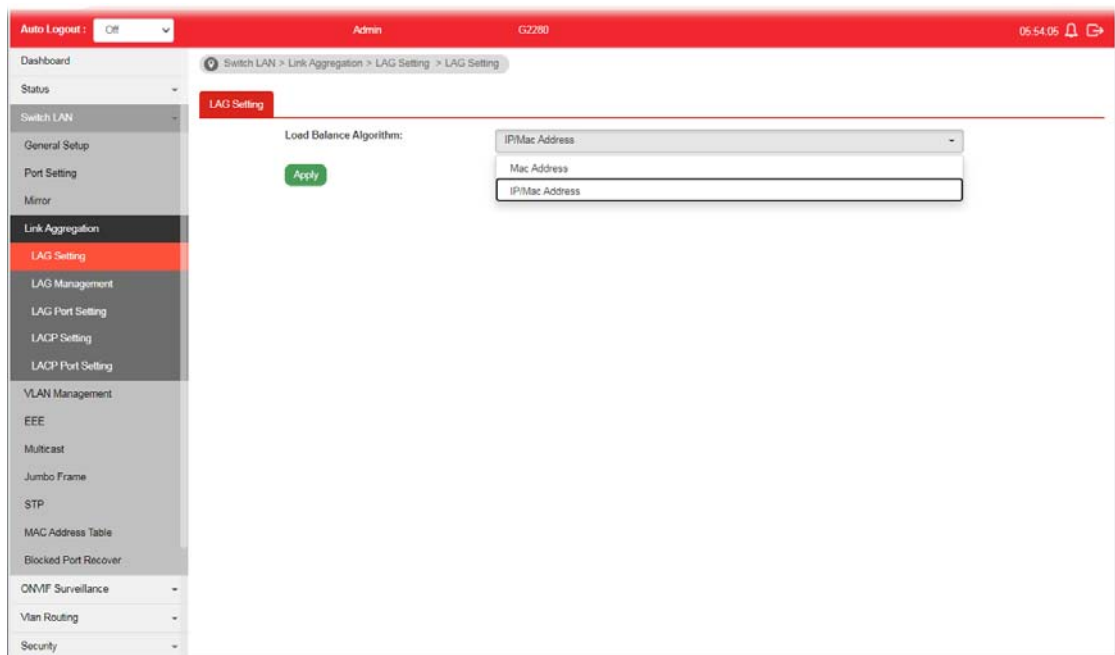 Auto Logout : Off Admin G2280 05:54:05
Dashboard
Switch LAN > Link Aggregation > LAG Setting > LAG Setting
Status
LAG Setting
Switch LAN
Load Balance Algorithm: IP/Mac Address
General Setup
Mac Address
Port Setting
Apply
IP/Mac Address
Mirror
Link Aggregation
LAG Setting
LAG Management
LAG Port Setting
LACP Setting
LACP Port Setting
VLAN Management
EEE
Multicast
Jumbo Frame
STP
MAC Address Table
Blocked Port Recover
ONVIF Surveillance
Vlan Routing
Security